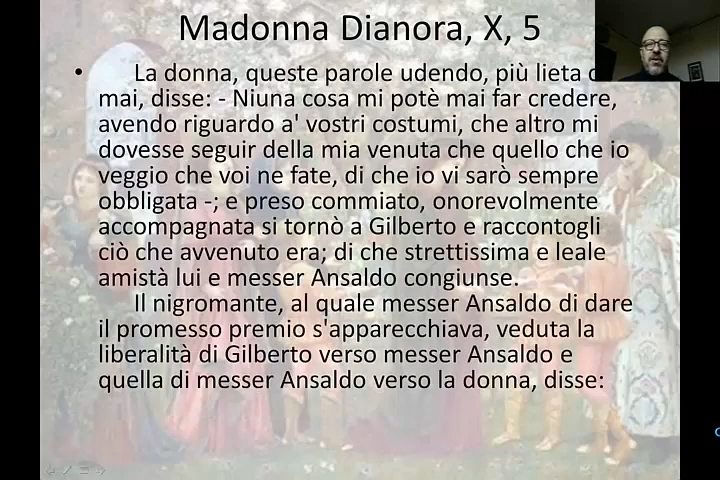 Madonna Dianora, X, 5
• La donna, queste parole udendo, più lieta
mai, disse: - Niuna cosa mi potè mai far credere,
avendo riguardo a' vostri costumi, che altro mi
dovesse seguir della mia venuta che quello che io
veggio che voi ne fate, di che io vi sarò sempre
obbligata -; e preso commiato, onorevolmente
accompagnata si tornò a Gilberto e raccontogli
ciò che avvenuto era; di che strettissima e leale
amistà lui e messer Ansaldo congiunse.
Il nigromante, al quale messer Ansaldo di dare
il promesso premio s'apparecchiava, veduta la
liberalità di Gilberto verso messer Ansaldo e
quella di messer Ansaldo verso la donna, disse: